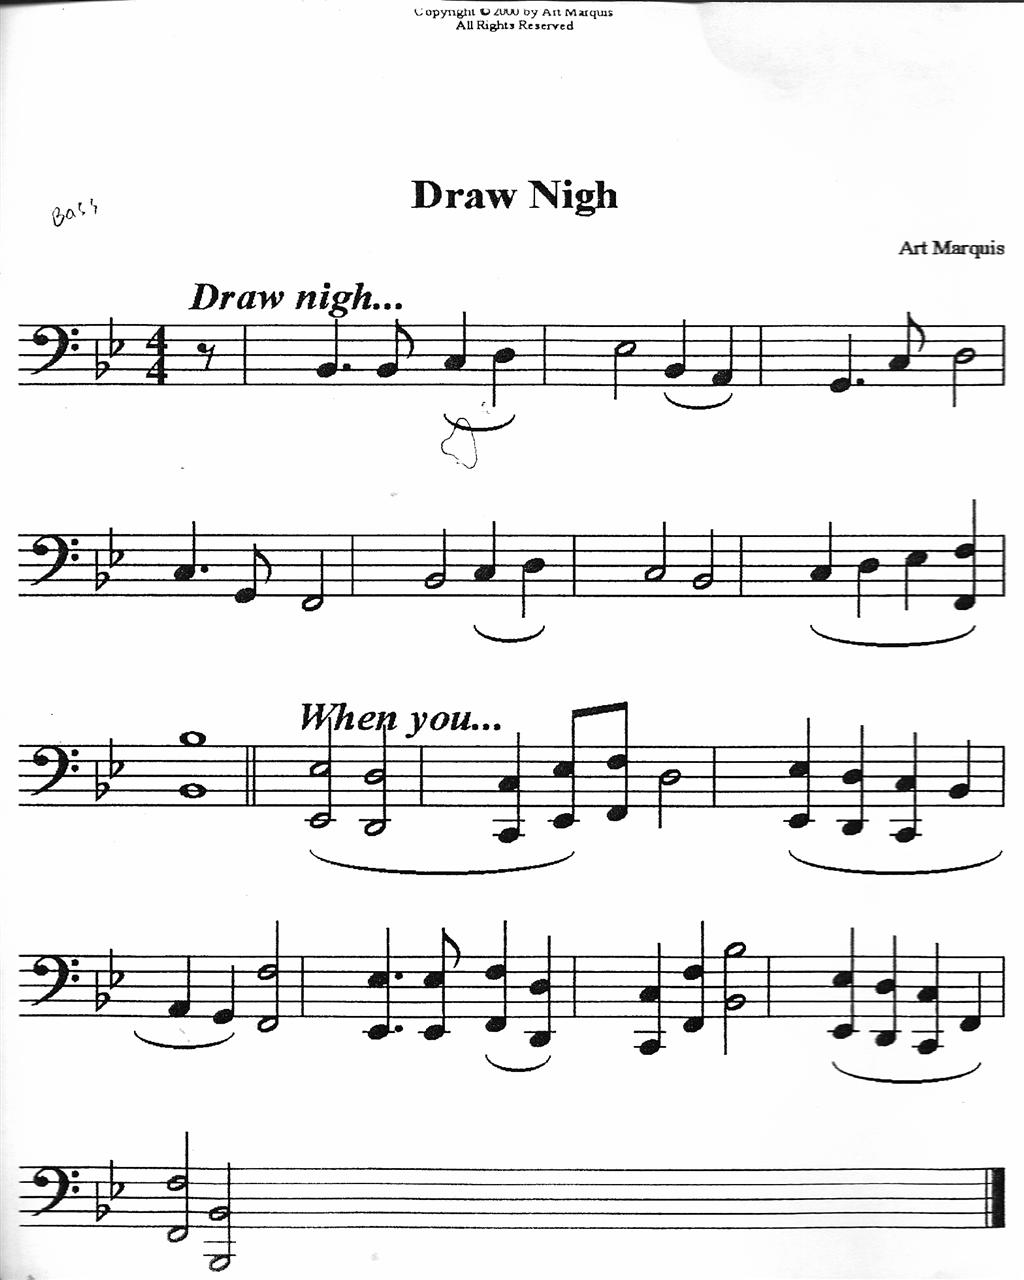 Copyright © 2000 by Art Marquis
All Rights Reserved
Draw Nigh
Bass
Art Marquis
Draw nigh...
4
4
When you...